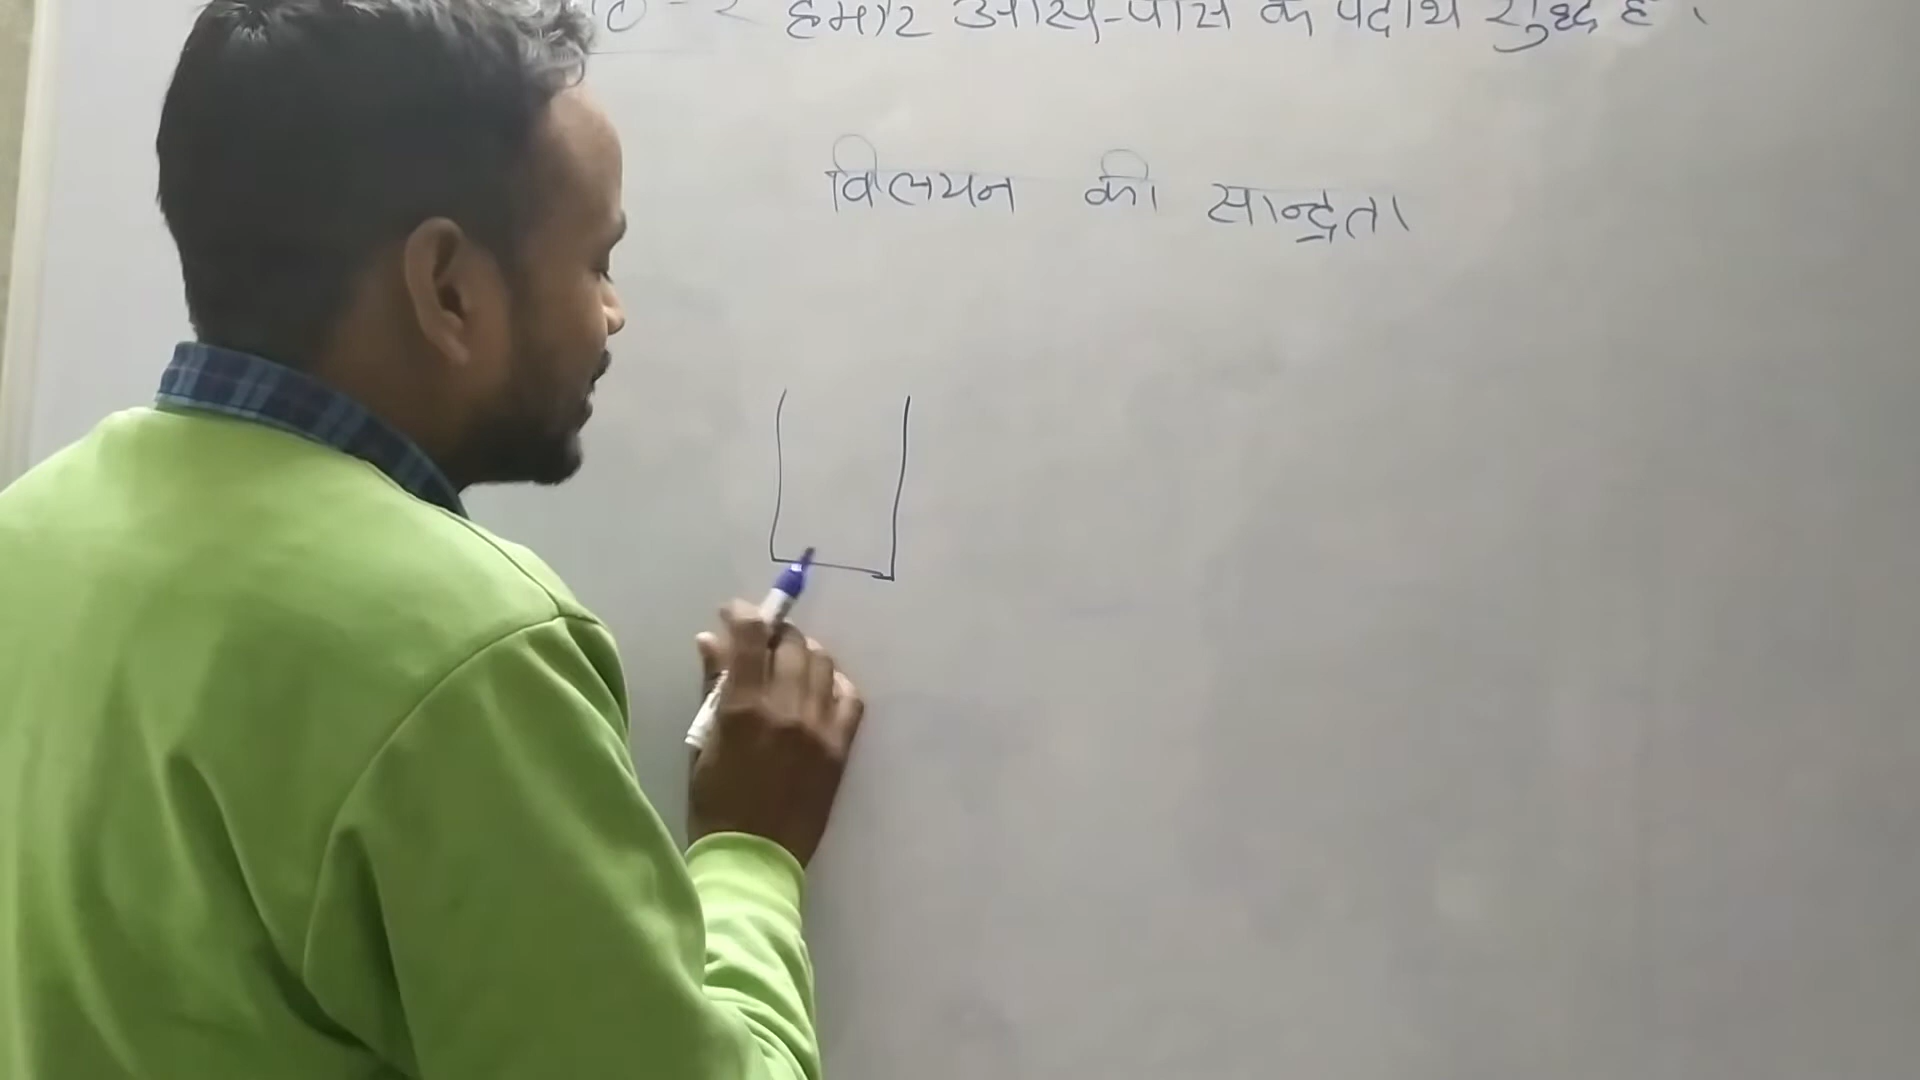 हमारे आस-पास के पदार्थ शुद्ध है ।
विलयन की सान्द्रता